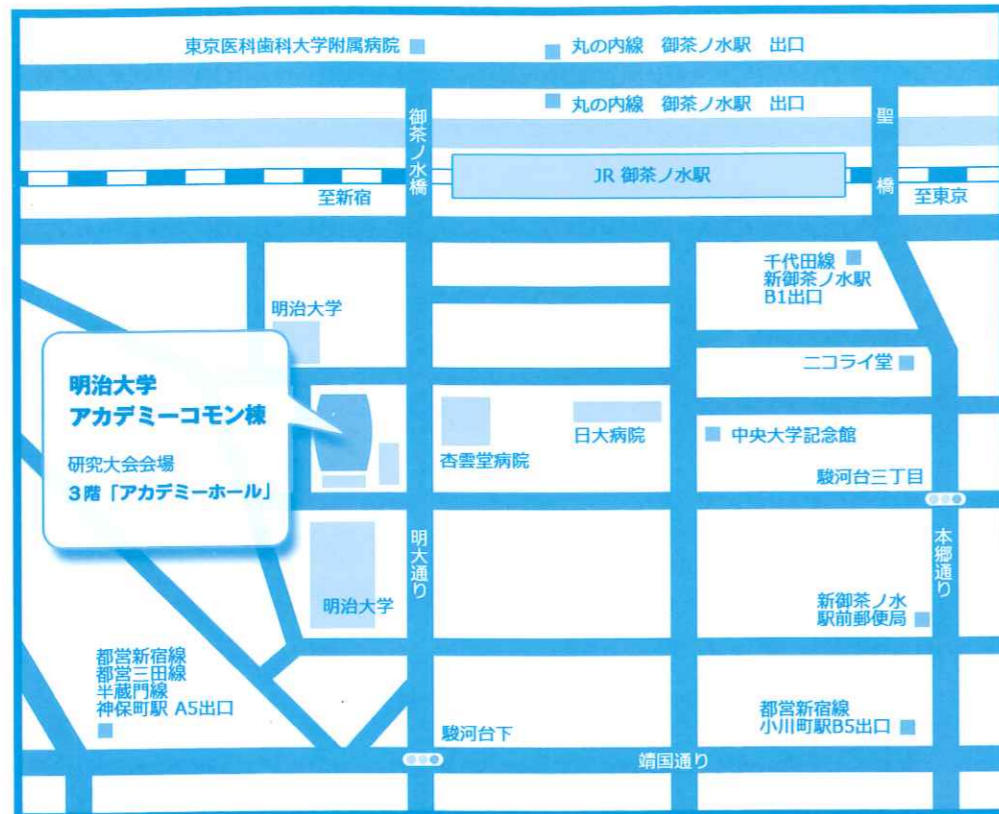 東京医科歯科大学附属病院
丸の内線 御茶ノ水駅 出口
丸の内線 御茶ノ水駅 出口
御茶ノ水橋
聖橋
JR 御茶ノ水駅
至新宿
至東京
千代田線
新御茶ノ水駅
B1出口
明治大学
ニコライ堂
明治大学
アカデミーコモン棟
研究大会会場
3階「アカデミーホール」
杏雲堂病院
日大病院
中央大学記念館
駿河台三丁目
明大通り
本郷通り
明治大学
新御茶ノ水
駅前郵便局
都営新宿線
都営三田線
半蔵門線
神保町駅 A5出口
駿河台下
都営新宿線
小川町駅B5出口
靖国通り